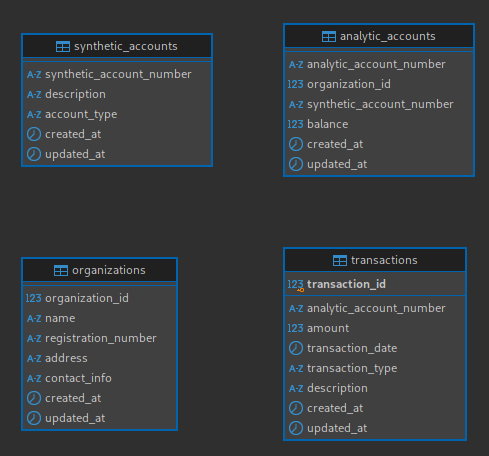 synthetic_accounts
A-Z synthetic_account_number
A-Z description
A-Z account_type
created_at
updated_at
analytic_accounts
A-Z analytic_account_number
123 organization_id
A-Z synthetic_account_number
123 balance
created_at
updated_at
organizations
123 organization_id
A-Z name
A-Z registration_number
A-Z address
A-Z contact_info
created_at
updated_at
transactions
123 transaction_id
A-Z analytic_account_number
123 amount
transaction_date
A-Z transaction_type
A-Z description
created_at
updated_at